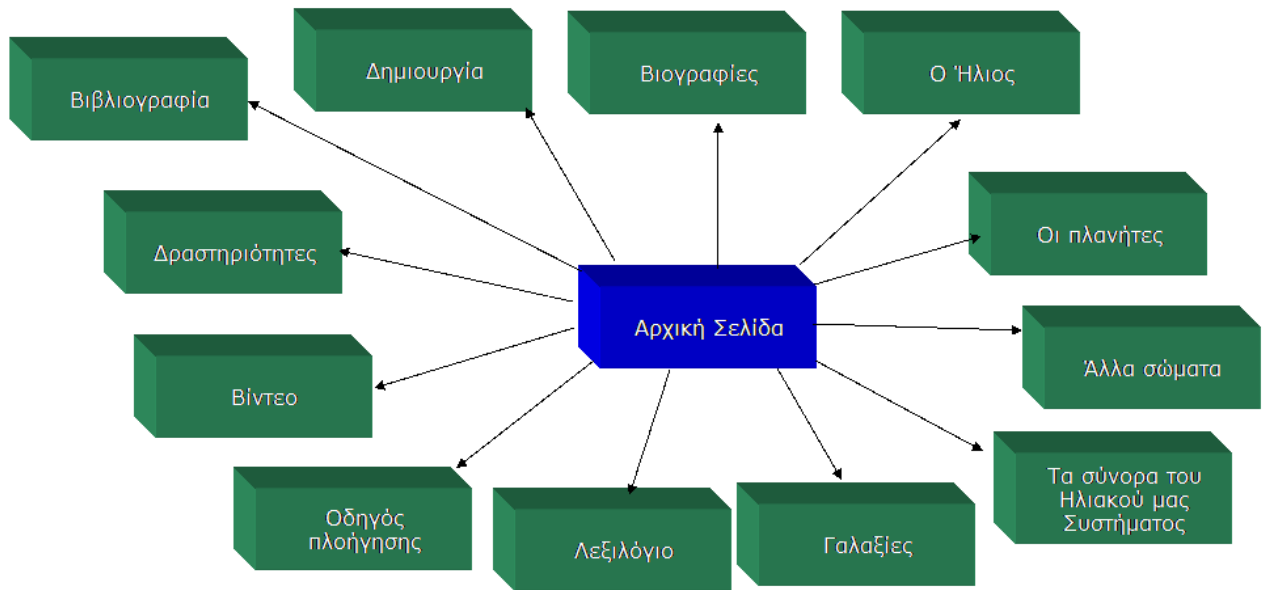 Δημιουργία
Βιογραφίες
Ο Ήλιος
Βιβλιογραφία
Οι πλανήτες
Δραστηριότητες
Αρχική Σελίδα
Άλλα σώματα
Βίντεο
Τα σύνορα του
Ηλιακού μας
Συστήματος
Οδηγός
πλοήγησης
Λεξιλόγιο
Γαλαξίες